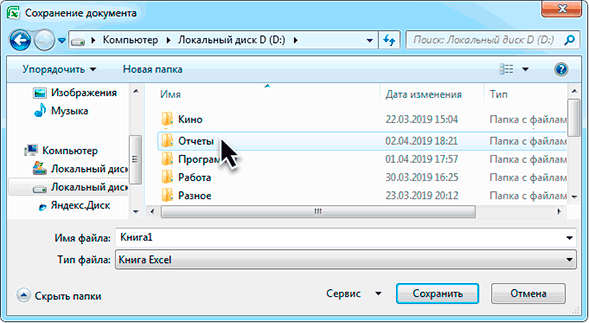 Сохранение документа
Компьютер Локальный диск D (D:) Поиск: Локальный диск D (D:)
Упорядочить Новая папка
Изображения
Музыка
Компьютер
Локальный диск
Локальный диск
Яндекс.Диск
Имя Дата изменения Тип
Кино 22.03.2019 15:04 Папка с файлам
Отчеты 02.04.2019 18:21 Папка с файлам
Програм 01.04.2019 17:57 Папка с файлам
Работа 30.03.2019 16:25 Папка с файлам
Разное 23.03.2019 20:12 Папка с файлам
Имя файла: Книга1
Тип файла: Книга Excel
Скрыть папки Сервис Сохранить Отмена